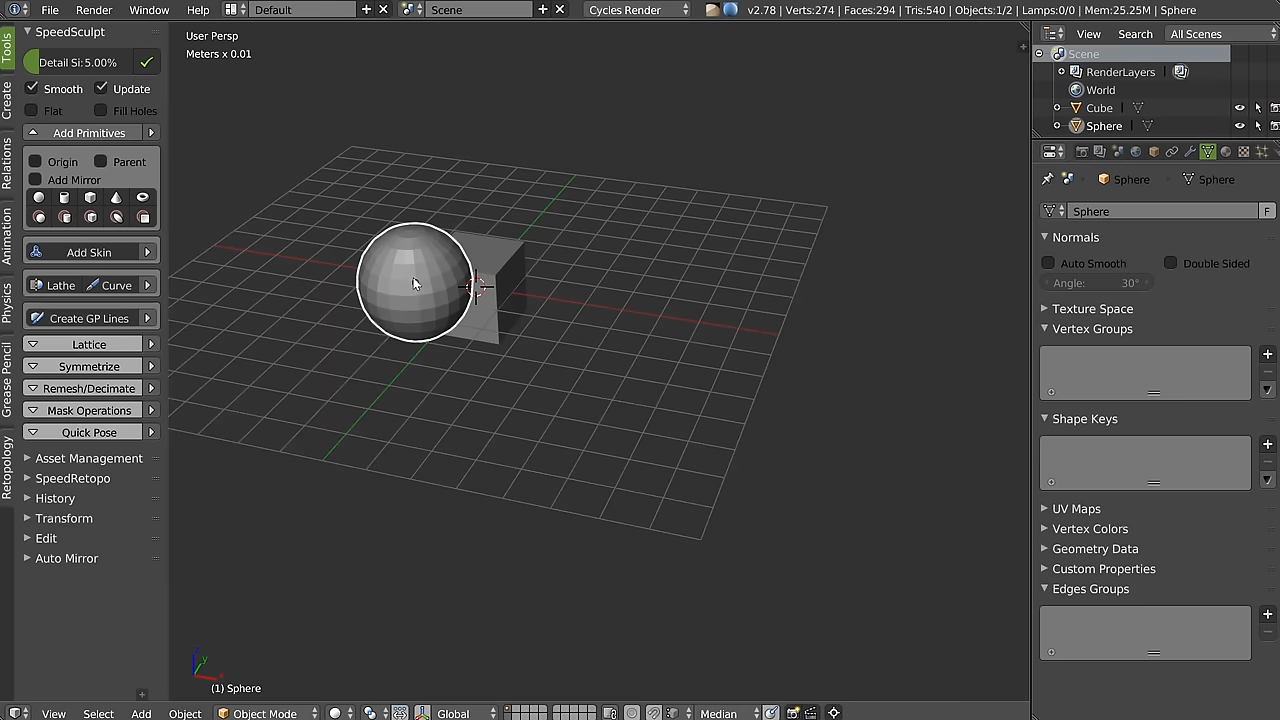 File Render Window Help Default Scene Cycles Render v2.78 | Verts:274 | Faces:294 | Tris:540 | Objects:1/2 | Lamps:0/0 | Mem:25.25M | Sphere
SpeedSculpt
Detail Si:5.00%
Smooth Update
Flat Fill Holes
Add Primitives
Origin Parent
Add Mirror
Add Skin
Lathe Curve
Create GP Lines
Lattice
Symmetrize
Remesh/Decimate
Mask Operations
Quick Pose
Asset Management
SpeedRetopo
History
Transform
Edit
Auto Mirror
Tools
Create
Relations
Animation
Physics
Grease Pencil
Retopology
User Persp
Meters x 0.01
x
y
(1) Sphere
View Select Add Object Object Mode Global Median
View Search All Scenes
Scene
RenderLayers
World
Cube
Sphere
Sphere Sphere
Sphere F
Normals
Auto Smooth Double Sided
Angle: 30°
Texture Space
Vertex Groups
Shape Keys
UV Maps
Vertex Colors
Geometry Data
Custom Properties
Edges Groups